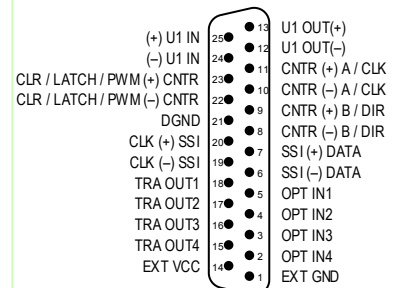 (+) U1 IN 25
(–) U1 IN 24
CLR / LATCH / PWM (+) CNTR 23
CLR / LATCH / PWM (–) CNTR 22
DGND 21
CLK (+) SSI 20
CLK (–) SSI 19
TRA OUT1 18
TRA OUT2 17
TRA OUT3 16
TRA OUT4 15
EXT VCC 14
13 U1 OUT(+)
12 U1 OUT(–)
11 CNTR (+) A / CLK
10 CNTR (–) A / CLK
9 CNTR (+) B / DIR
8 CNTR (–) B / DIR
7 SSI (+) DATA
6 SSI (–) DATA
5 OPT IN1
4 OPT IN2
3 OPT IN3
2 OPT IN4
1 EXT GND